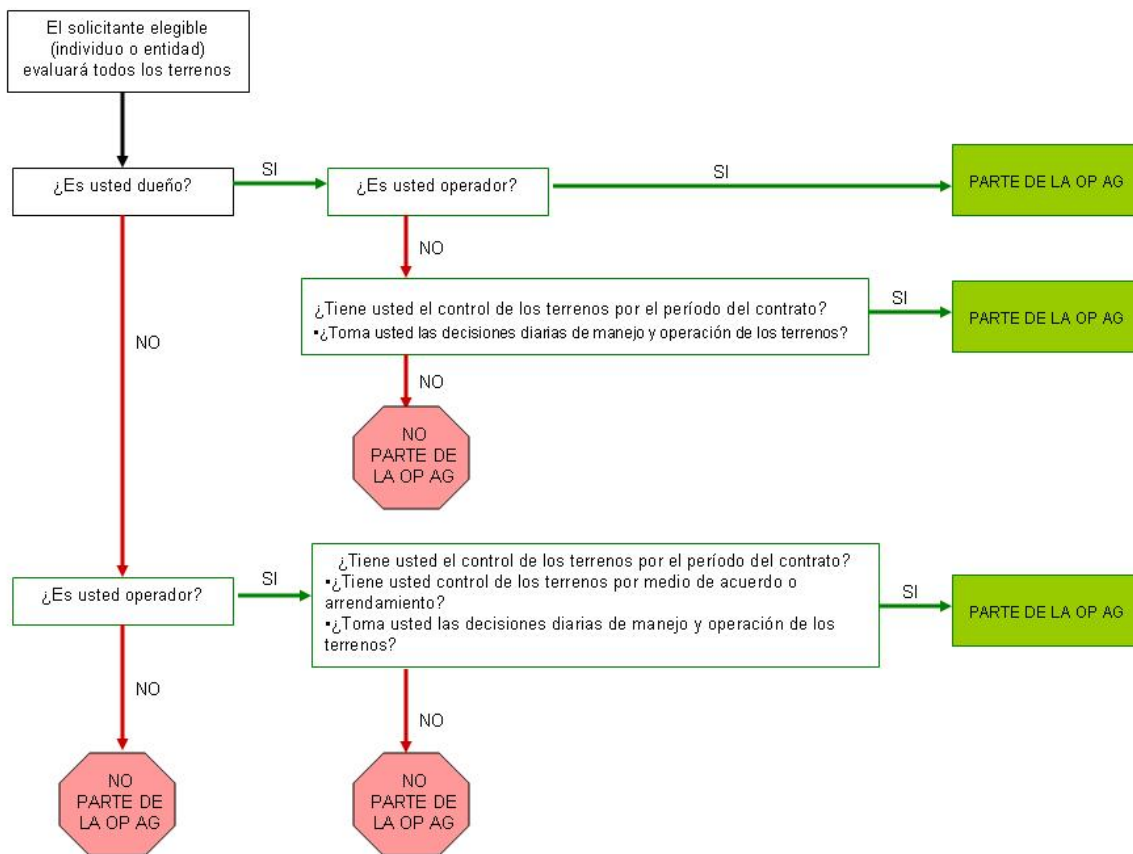 El solicitante elegible
(individuo o entidad)
evaluará todos los terrenos
¿Es usted dueño?
SI
¿Es usted operador?
SI
PARTE DE LA OP AG
NO
¿Tiene usted el control de los terrenos por el período del contrato?
▪¿Toma usted las decisiones diarias de manejo y operación de los terrenos?
SI
PARTE DE LA OP AG
NO
NO
NO
PARTE DE
LA OP AG
¿Es usted operador?
SI
¿Tiene usted el control de los terrenos por el período del contrato?
▪¿Tiene usted control de los terrenos por medio de acuerdo o
arrendamiento?
▪¿Toma usted las decisiones diarias de manejo y operación de los
terrenos?
SI
PARTE DE LA OP AG
NO
NO
NO
PARTE DE
LA OP AG
NO
PARTE DE
LA OP AG